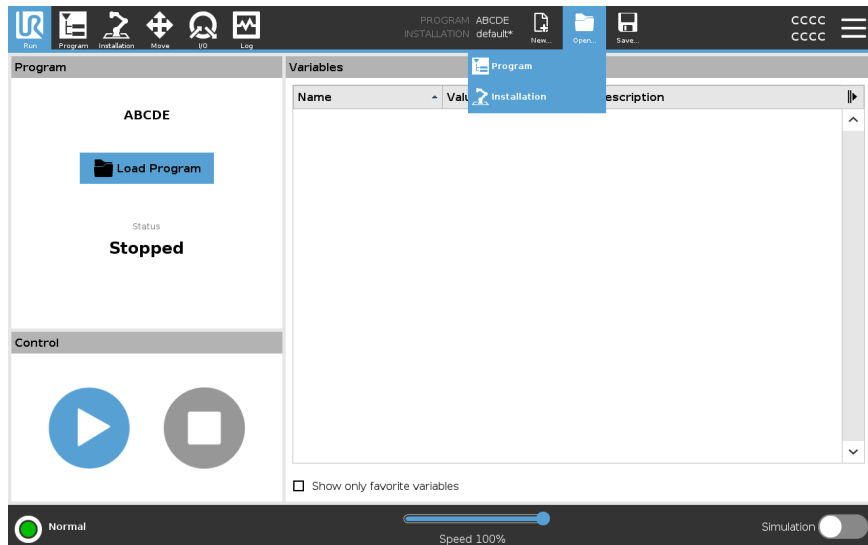 UR
Run
Program
Installation
Move
I/O
Log
PROGRAM ABCDE
INSTALLATION default*
New...
Open...
Save...
CCCC
CCCC
Program
Installation
Program
ABCDE
Load Program
Status
Stopped
Control
Variables
Name
escription
Show only favorite variables
Normal
Speed 100%
Simulation